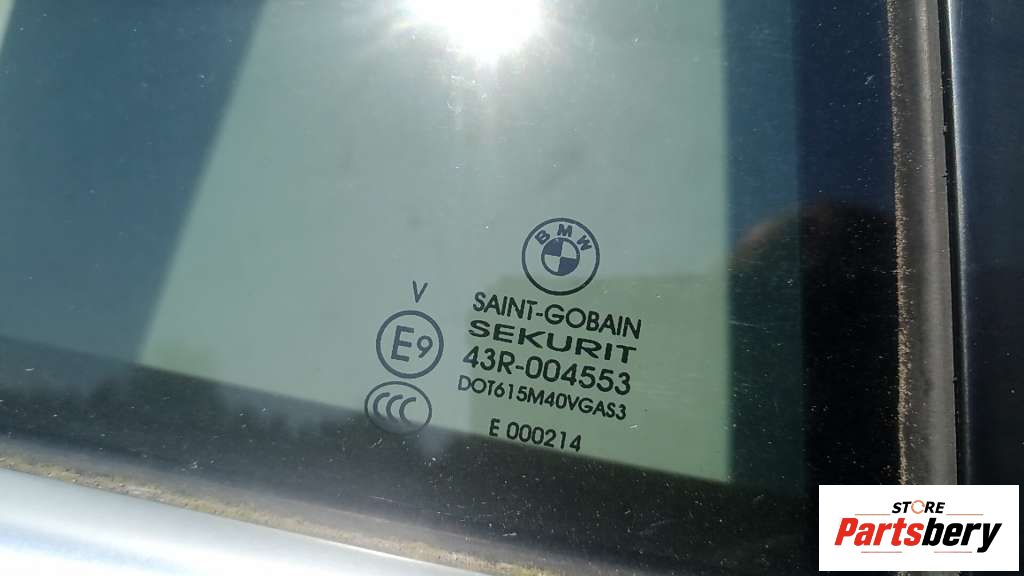 BMW
V
SAINT-GOBAIN
SEKURIT
E9
43R-004553
DOT615M40VGAS3
CCC
E 000214
STORE
Partsbery